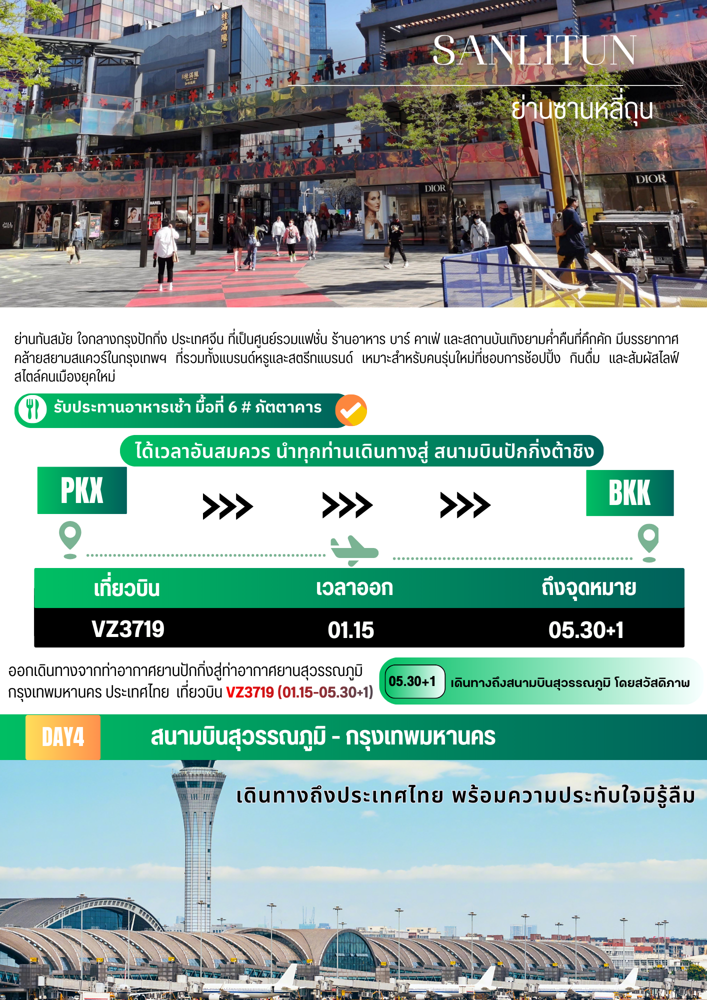 桂滿隴
桂滿隴
SANLITUN
ย่านซานหลี่ถุน
MICHAEL KORS
DIOR
DIOR
HANEL
CHA
ย่านทันสมัย ใจกลางกรุงปักกิ่ง ประเทศจีน ที่เป็นศูนย์รวมแฟชั่น ร้านอาหาร บาร์ คาเฟ่ และสถานบันเทิงยามค่ำคืนที่คึกคัก มีบรรยากาศ
คล้ายสยามสแควร์ในกรุงเทพฯ ที่รวมทั้งแบรนด์หรูและสตรีทแบรนด์ เหมาะสำหรับคนรุ่นใหม่ที่ชอบการช้อปปิ้ง กินดื่ม และสัมผัสไลฟ์
สไตล์คนเมืองยุคใหม่
รับประทานอาหารเช้า มื้อที่ 6 # ภัตตาคาร
ได้เวลาอันสมควร นำทุกท่านเดินทางสู่ สนามบินปักกิ่งต้าชิง
PKX
BKK
เที่ยวบิน เวลาออก ถึงจุดหมาย
VZ3719 01.15 05.30+1
ออกเดินทางจากท่าอากาศยานปักกิ่งสู่ท่าอากาศยานสุวรรณภูมิ
กรุงเทพมหานคร ประเทศไทย เที่ยวบิน VZ3719 (01.15-05.30+1)
05.30+1 เดินทางถึงสนามบินสุวรรณภูมิ โดยสวัสดิภาพ
DAY4 สนามบินสุวรรณภูมิ - กรุงเทพมหานคร
เดินทางถึงประเทศไทย พร้อมความประทับใจมิรู้ลืม